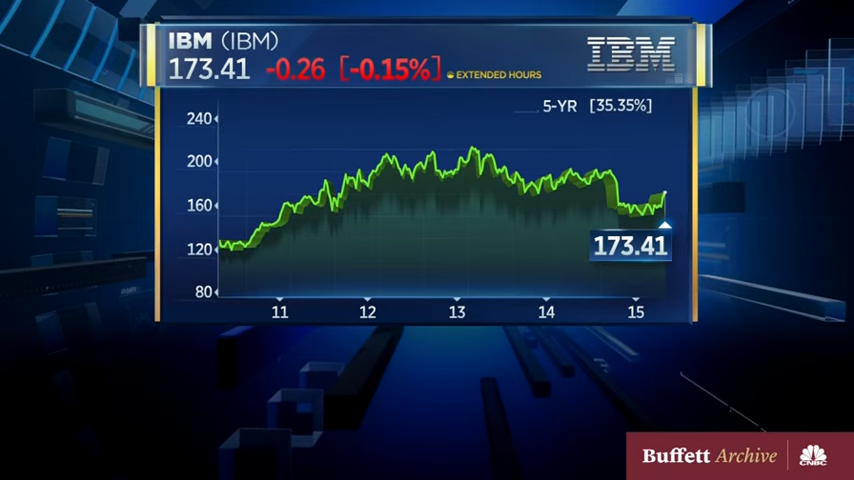 IBM (IBM)
173.41 -0.26 [-0.15%] EXTENDED HOURS
IBM
5-YR [35.35%]
240
200
160
120
80
173.41
11 12 13 14 15
Buffett Archive
CNBC